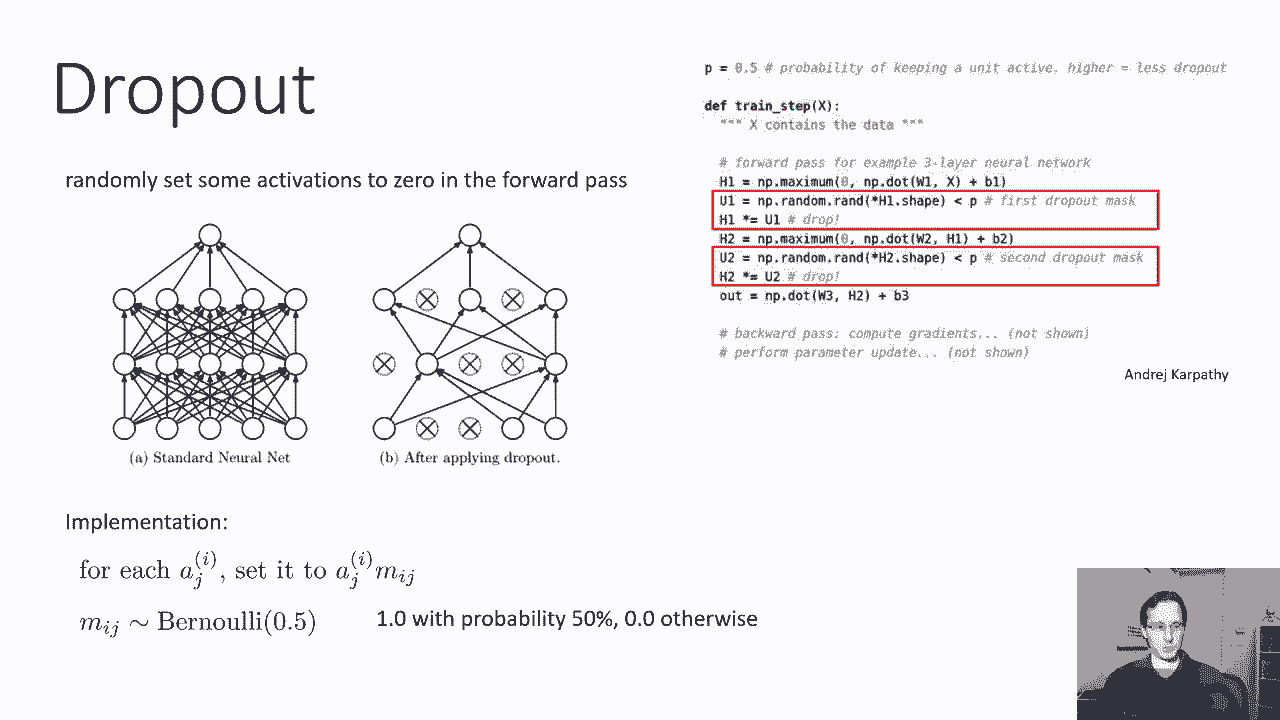 Dropout
randomly set some activations to zero in the forward pass
(a) Standard Neural Net
(b) After applying dropout.
Implementation:
for each a_j^{(i)}, set it to a_j^{(i)} m_{ij}
m_{ij} ∼ Bernoulli(0.5)
1.0 with probability 50%, 0.0 otherwise
p = 0.5 # probability of keeping a unit active. higher = less dropout
def train_step(X):
""" X contains the data """
# forward pass for example 3-layer neural network
H1 = np.maximum(0, np.dot(W1, X) + b1)
U1 = np.random.rand(*H1.shape) < p # first dropout mask
H1 *= U1 # drop!
H2 = np.maximum(0, np.dot(W2, H1) + b2)
U2 = np.random.rand(*H2.shape) < p # second dropout mask
H2 *= U2 # drop!
out = np.dot(W3, H2) + b3
# backward pass: compute gradients... (not shown)
# perform parameter update... (not shown)
Andrej Karpathy